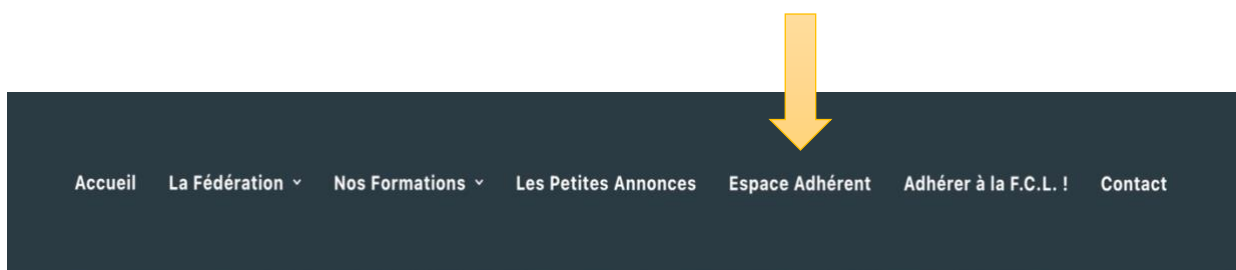 Accueil La Fédération Nos Formations Les Petites Annonces Espace Adhérent Adhérer à la F.C.L. ! Contact